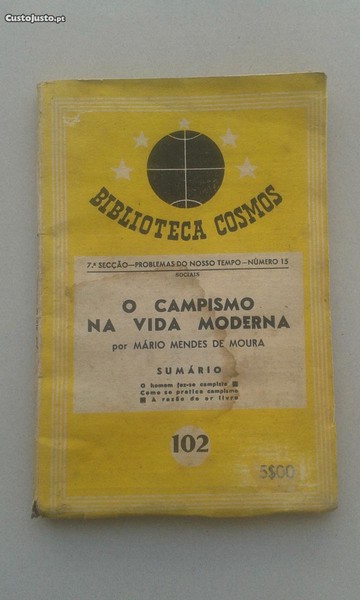 CustoJusto.pt
BIBLIOTECA COSMOS
7.ª SECÇÃO—PROBLEMAS DO NOSSO TEMPO—NÚMERO 15
SOCIAIS
O CAMPISMO
NA VIDA MODERNA
por MÁRIO MENDES DE MOURA
SUMÁRIO
O homem faz-se campista ■
Como se pratica campismo
■ A razão do ar livre
102
5$00